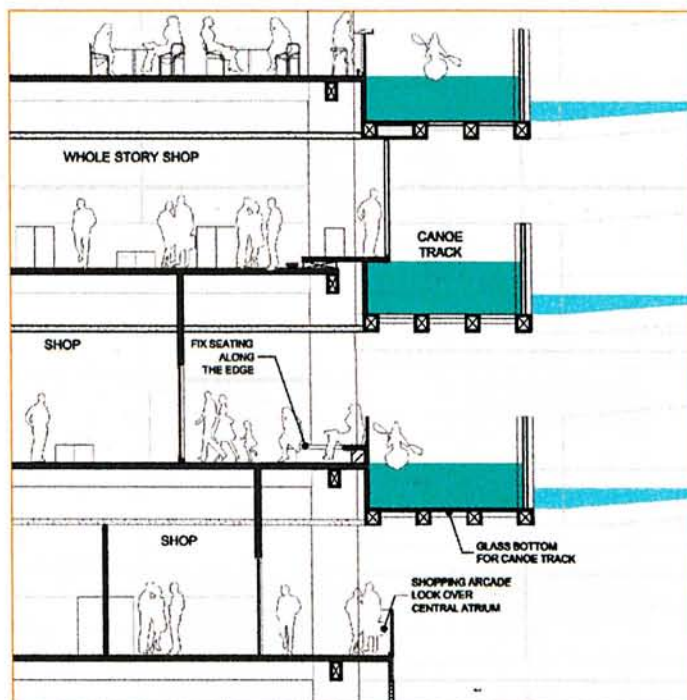 WHOLE STORY SHOP
CANOE
TRACK
SHOP
FIX SEATING
ALONG
THE EDGE
SHOP
GLASS BOTTOM
FOR CANOE TRACK
SHOPPING ARCADE
LOOK OVER
CENTRAL ATRIUM